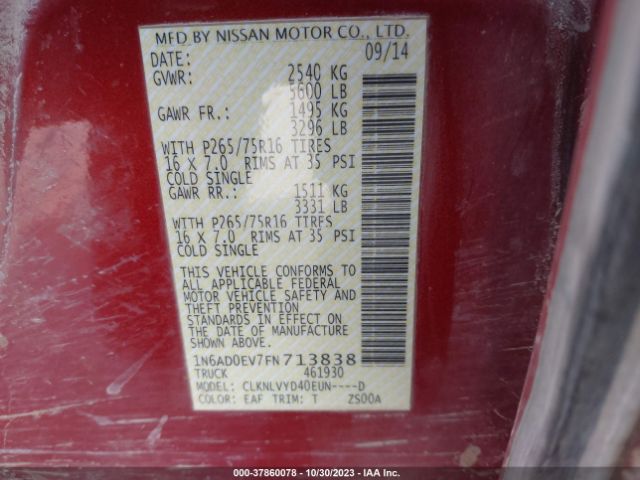 MFD BY NISSAN MOTOR CO., LTD.
DATE: 09/14
GVWR: 2540 KG
5600 LB
GAWR FR.: 1495 KG
3296 LB
WITH P265/75R16 TIRES
16 X 7.0 RIMS AT 35 PSI
COLD SINGLE
GAWR RR.: 1511 KG
3331 LB
WITH P265/75R16 TIRES
16 X 7.0 RIMS AT 35 PSI
COLD SINGLE
THIS VEHICLE CONFORMS TO
ALL APPLICABLE FEDERAL
MOTOR VEHICLE SAFETY AND
THEFT PREVENTION
STANDARDS IN EFFECT ON
THE DATE OF MANUFACTURE
SHOWN ABOVE.
1N6AD0EV7FN713838
TRUCK 461930
MODEL: CLKNLVYD40EUN----D
COLOR: EAF TRIM: T ZS00A
000-37860078 | 10/30/2023 | IAA Inc.